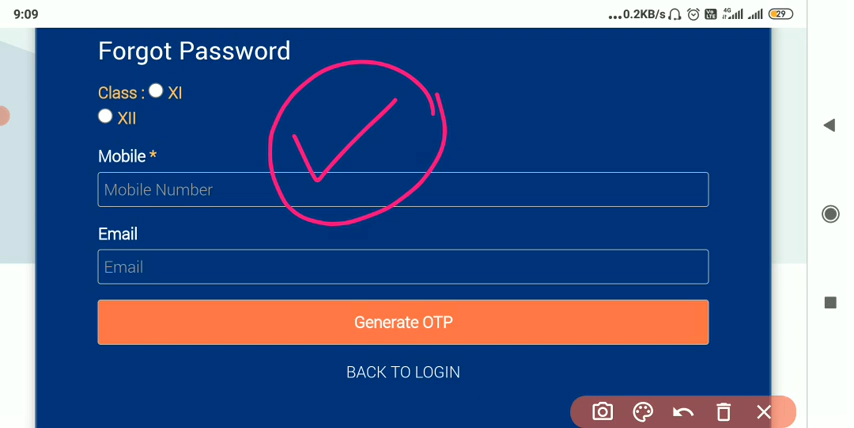 9:09 ...0.2KB/s 4G 29
Forgot Password
Class : XI
XII
Mobile *
Mobile Number
Email
Email
Generate OTP
BACK TO LOGIN